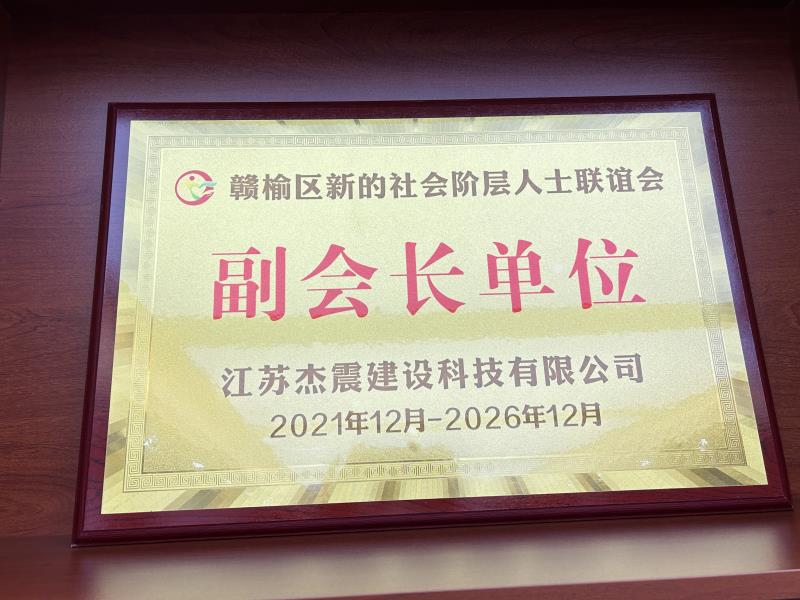 赣榆区新的社会阶层人士联谊会
副会长单位
江苏杰震建设科技有限公司
2021年12月-2026年12月